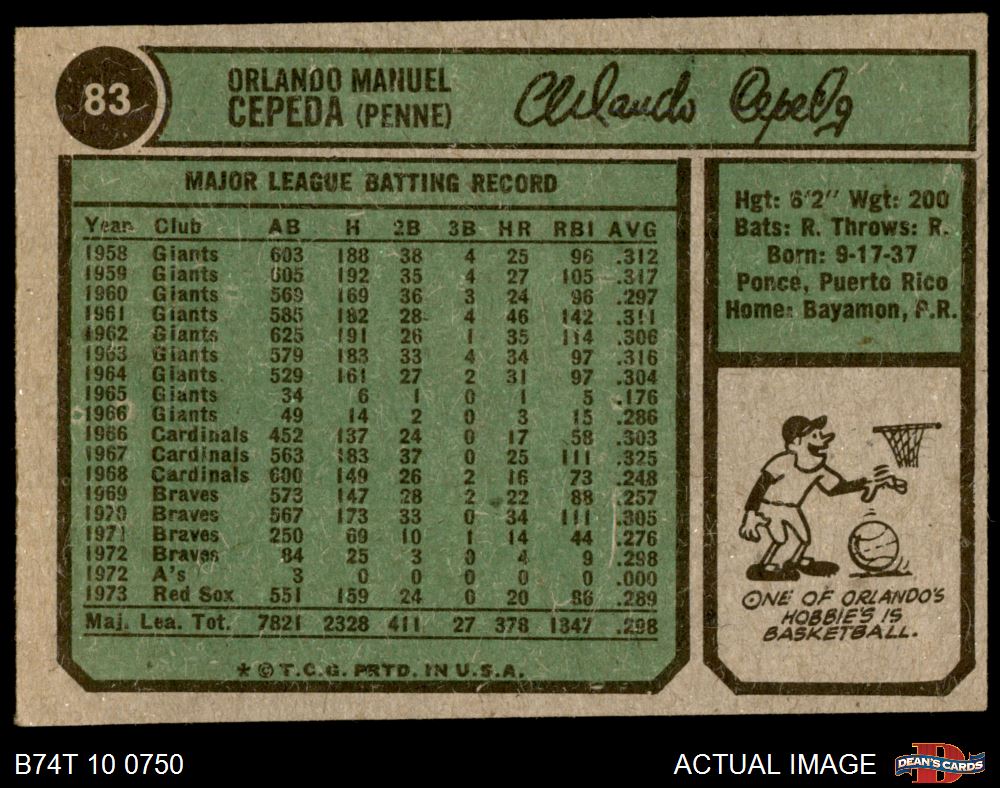 83
ORLANDO MANUEL
CEPEDA (PENNE)
Orlando Cepeda
MAJOR LEAGUE BATTING RECORD
Year Club AB H 2B 3B HR RBI AVG
1958 Giants 603 188 38 4 25 96 .312
1959 Giants 605 192 35 4 27 105 .317
1960 Giants 569 169 36 3 24 96 .297
1961 Giants 585 182 28 4 46 142 .311
1962 Giants 625 191 26 1 35 114 .306
1963 Giants 579 183 33 4 34 97 .316
1964 Giants 529 161 27 2 31 97 .304
1965 Giants 34 6 1 0 1 5 .176
1966 Giants 49 14 2 0 3 15 .286
1966 Cardinals 452 137 24 0 17 58 .303
1967 Cardinals 563 183 37 0 25 111 .325
1968 Cardinals 600 149 26 2 16 73 .248
1969 Braves 573 147 28 2 22 88 .257
1970 Braves 567 173 33 0 34 111 .305
1971 Braves 250 69 10 1 14 44 .276
1972 Braves 84 25 3 0 4 9 .298
1972 A's 3 0 0 0 0 0 .000
1973 Red Sox 551 159 24 0 20 86 .289
Maj. Lea. Tot. 7821 2328 411 27 378 1347 .298
* © T.C.G. PRTD. IN U.S.A.
Hgt: 6'2" Wgt: 200
Bats: R. Throws: R.
Born: 9-17-37
Ponce, Puerto Rico
Home: Bayamon, P.R.
ONE OF ORLANDO'S
HOBBIE'S IS
BASKETBALL.
B74T 10 0750
ACTUAL IMAGE
D
DEAN'S CARDS